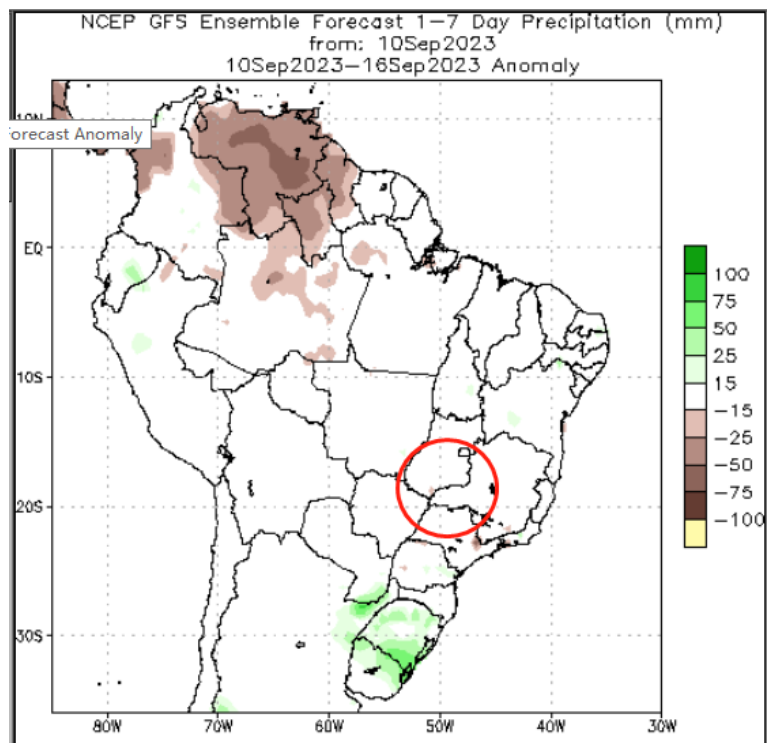 NCEP GFS Ensemble Forecast 1-7 Day Precipitation (mm)
from: 10Sep2023
10Sep2023-16Sep2023 Anomaly
Forecast Anomaly
EQ
10S
20S
30S
80W
70W
60W
50W
40W
30W
100
75
50
25
15
-15
-25
-50
-75
-100